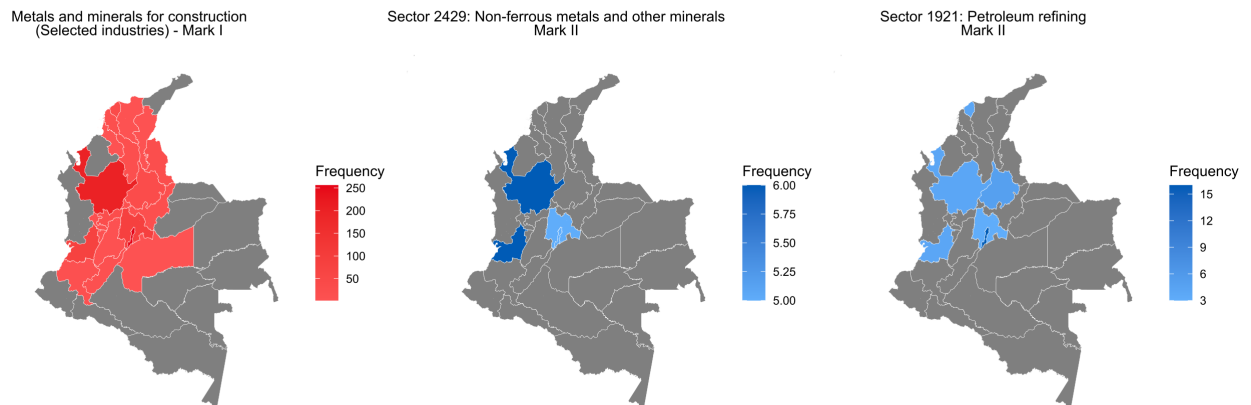 Metals and minerals for construction
(Selected industries) - Mark I
Frequency
250
200
150
100
50
Sector 2429: Non-ferrous metals and other minerals
Mark II
Frequency
6.00
5.75
5.50
5.25
5.00
Sector 1921: Petroleum refining
Mark II
Frequency
15
12
9
6
3